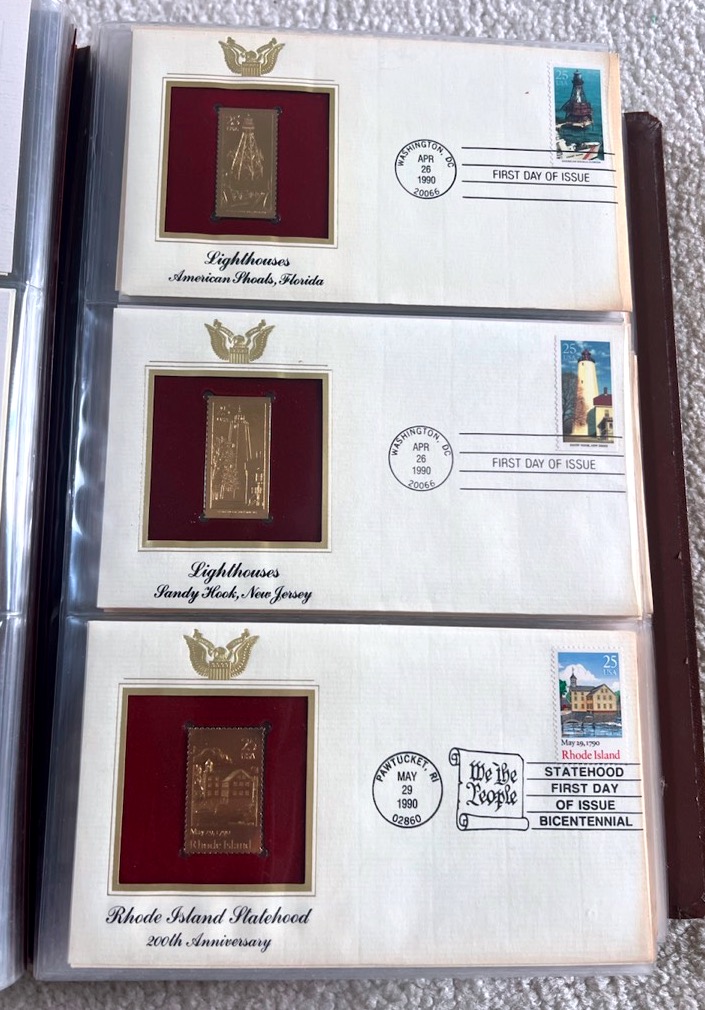 25
USA
25
USA
WASHINGTON, DC
APR
26
1990
20066
FIRST DAY OF ISSUE
Lighthouses
American Shoals, Florida
25
USA
WASHINGTON, DC
APR
26
1990
20066
FIRST DAY OF ISSUE
Lighthouses
Sandy Hook, New Jersey
25
USA
May 29, 1790
Rhode Island
25
USA
May 29, 1790
Rhode Island
PAWTUCKET, RI
MAY
29
1990
02860
We the
People
STATEHOOD
FIRST DAY
OF ISSUE
BICENTENNIAL
Rhode Island Statehood
200th Anniversary